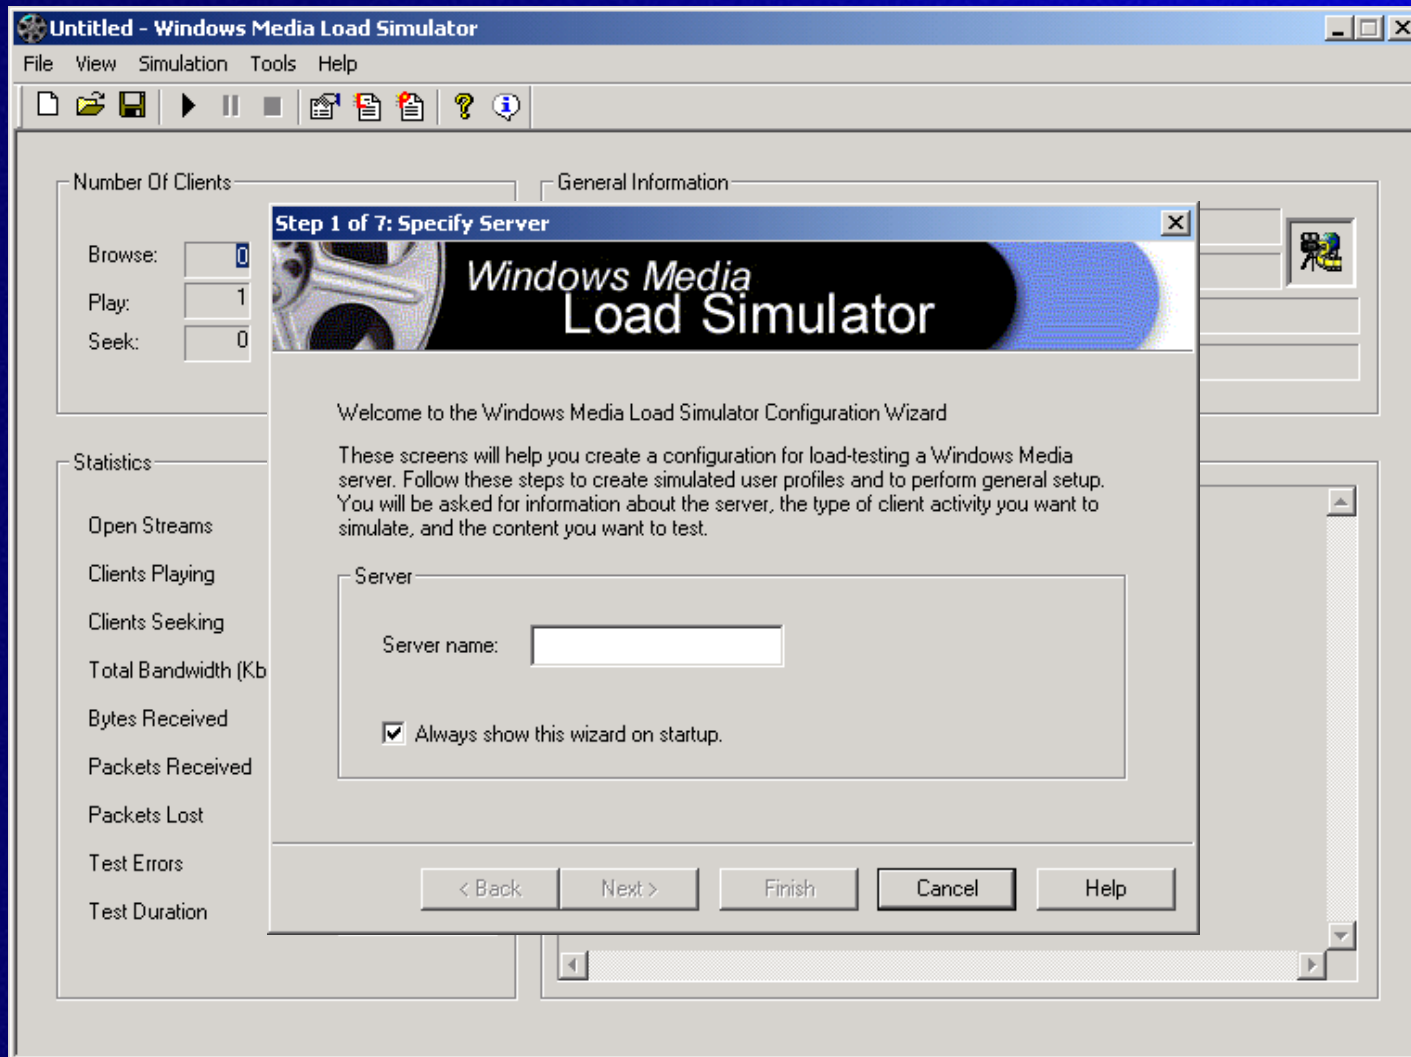 Untitled - Windows Media Load Simulator
File View Simulation Tools Help
Number Of Clients
General Information
Browse: 0
Play: 1
Seek: 0
Statistics
Open Streams
Clients Playing
Clients Seeking
Total Bandwidth (Kb
Bytes Received
Packets Received
Packets Lost
Test Errors
Test Duration
Step 1 of 7: Specify Server
Windows Media
Load Simulator
Welcome to the Windows Media Load Simulator Configuration Wizard
These screens will help you create a configuration for load-testing a Windows Media
server. Follow these steps to create simulated user profiles and to perform general setup.
You will be asked for information about the server, the type of client activity you want to
simulate, and the content you want to test.
Server
Server name:
Always show this wizard on startup.
< Back Next > Finish Cancel Help